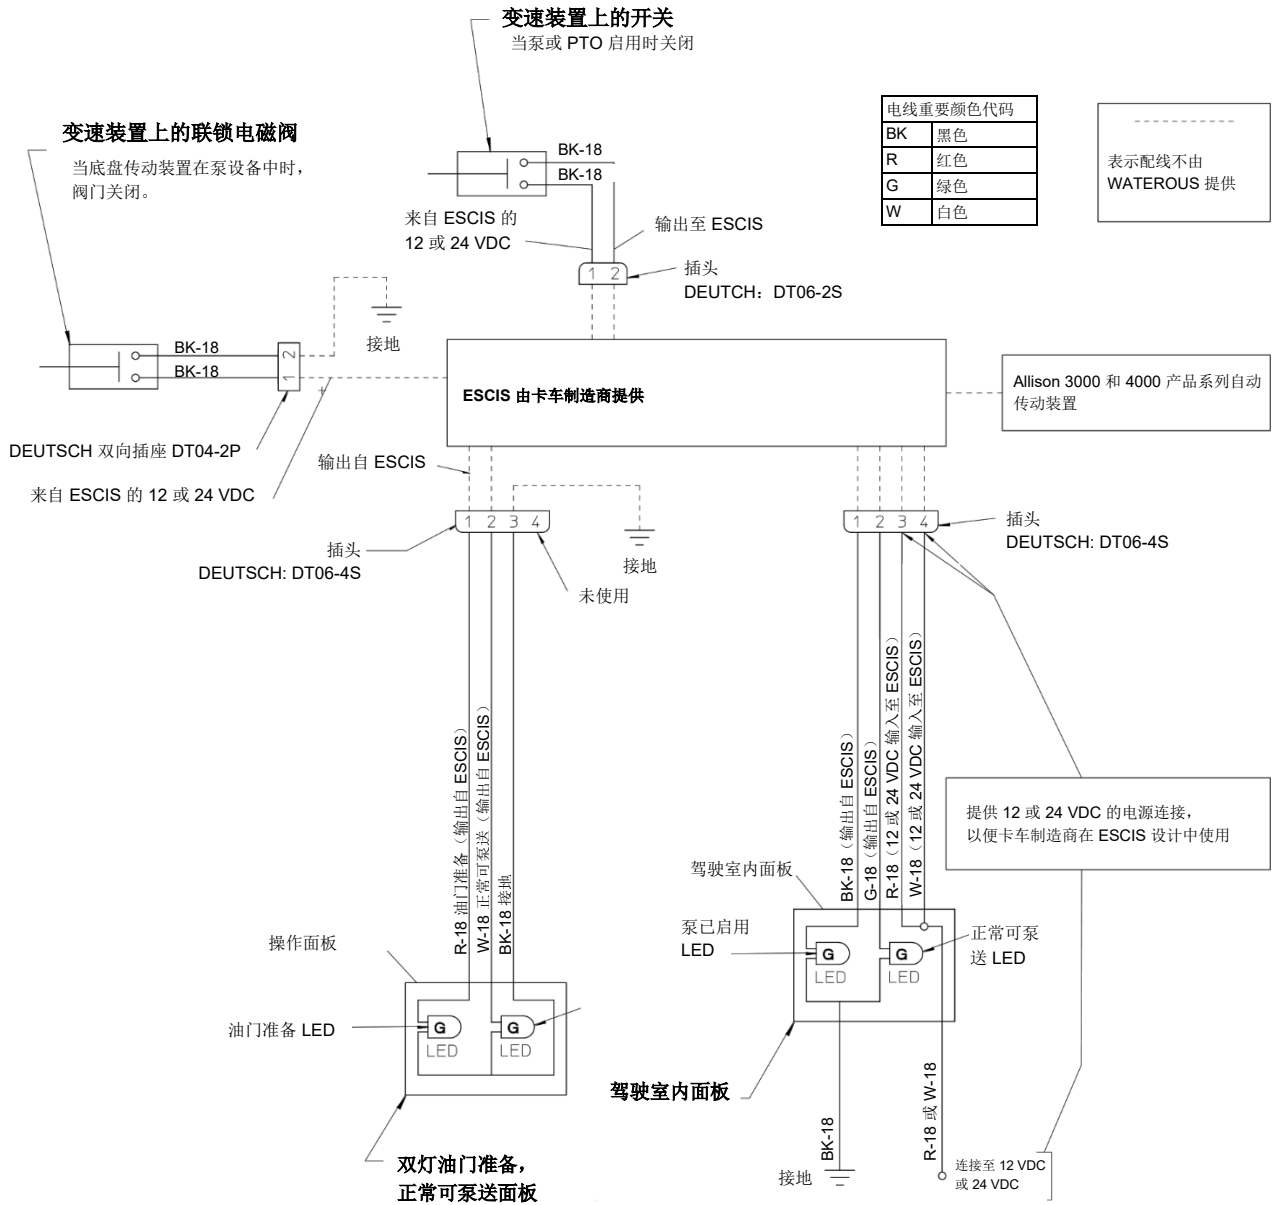 变速装置上的开关
当泵或 PTO 启用时关闭
电线重要颜色代码
BK 黑色
R 红色
G 绿色
W 白色
表示配线不由
WATEROUS 提供
变速装置上的联锁电磁阀
当底盘传动装置在泵设备中时，
阀门关闭。
BK-18
BK-18
来自 ESCIS 的
12 或 24 VDC
输出至 ESCIS
1 2
插头
DEUTCH：DT06-2S
接地
BK-18
BK-18
2
1
+
ESCIS 由卡车制造商提供
Allison 3000 和 4000 产品系列自动
传动装置
DEUTSCH 双向插座 DT04-2P
来自 ESCIS 的 12 或 24 VDC
输出自 ESCIS
1 2 3 4
插头
DEUTSCH: DT06-4S
接地
未使用
1 2 3 4
插头
DEUTSCH: DT06-4S
R-18 油门准备（输出自 ESCIS）
W-18 正常可泵送（输出自 ESCIS）
BK-18 接地
BK-18（输出自 ESCIS）
G-18（输出自 ESCIS）
R-18（12 或 24 VDC 输入至 ESCIS）
W-18（12 或 24 VDC 输入至 ESCIS）
提供 12 或 24 VDC 的电源连接，
以便卡车制造商在 ESCIS 设计中使用
驾驶室内面板
泵已启用
LED
G
LED
G
LED
正常可泵
送 LED
操作面板
油门准备 LED
G
LED
G
LED
驾驶室内面板
双灯油门准备，
正常可泵送面板
BK-18
接地
R-18 或 W-18
连接至 12 VDC
或 24 VDC